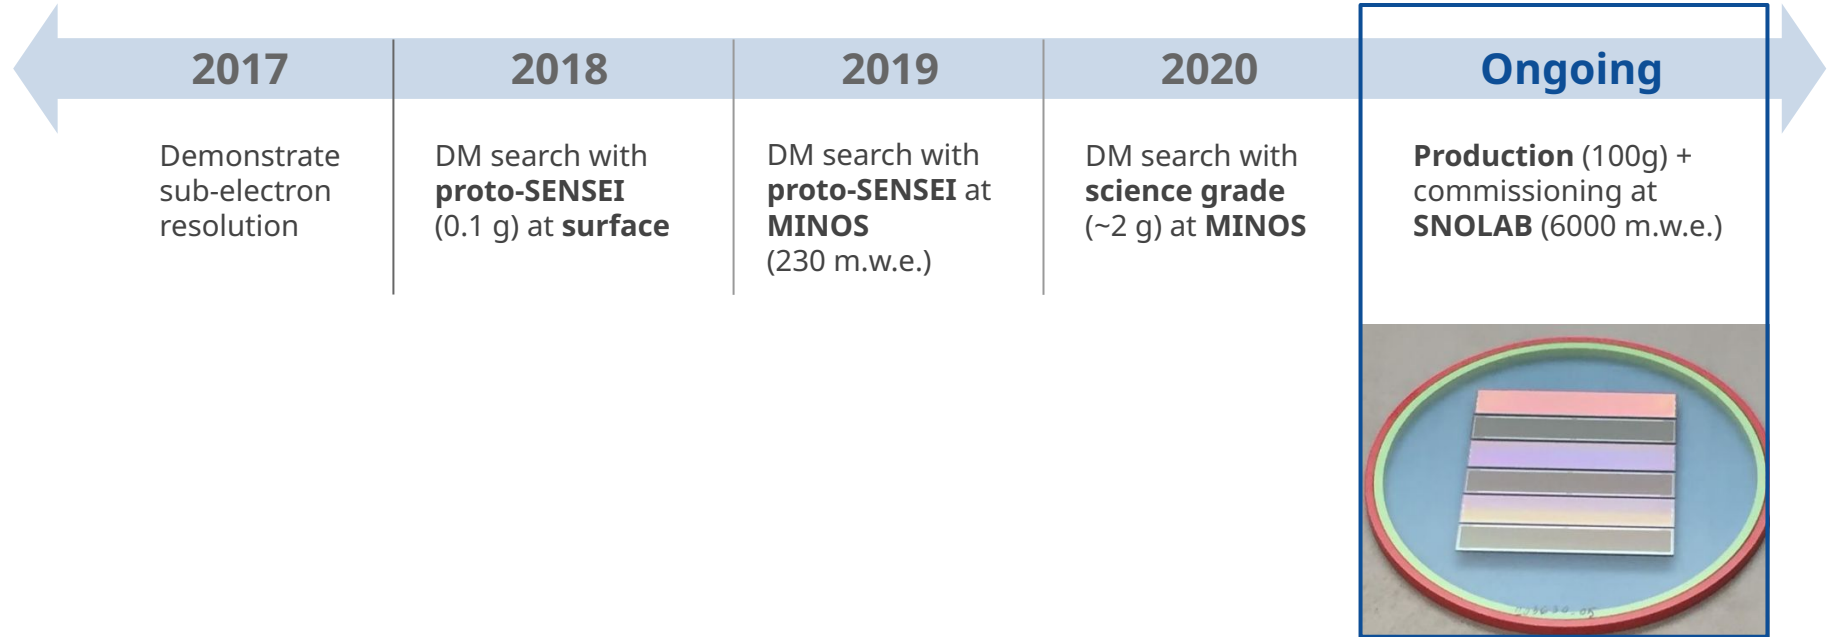 2017
Demonstrate
sub-electron
resolution
2018
DM search with
proto-SENSEI
(0.1 g) at surface
2019
DM search with
proto-SENSEI at
MINOS
(230 m.w.e.)
2020
DM search with
science grade
(~2 g) at MINOS
Ongoing
Production (100g) +
commissioning at
SNOLAB (6000 m.w.e.)